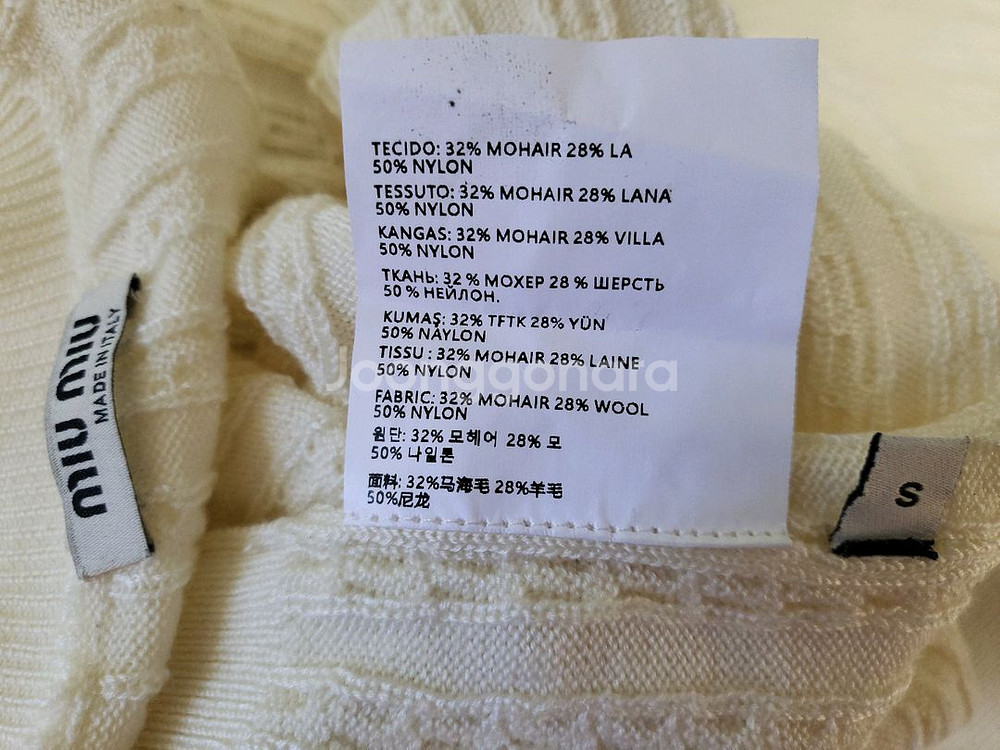 TECIDO: 32% MOHAIR 28% LA
50% NYLON
TESSUTO: 32% MOHAIR 28% LANA
50% NYLON
KANGAS: 32% MOHAIR 28% VILLA
50% NYLON
ТКАНЬ: 32 % МОХЕР 28 % ШЕРСТЬ
50 % НЕЙЛОН.
KUMAŞ: 32% TFTK 28% YÜN
50% NAYLON
TISSU : 32% MOHAIR 28% LAINE
50% NYLON
FABRIC: 32% MOHAIR 28% WOOL
50% NYLON
원단: 32% 모헤어 28% 모
50% 나일론
面料: 32%马海毛 28%羊毛
50%尼龙
miu miu
MADE IN ITALY
S
Joonggonara